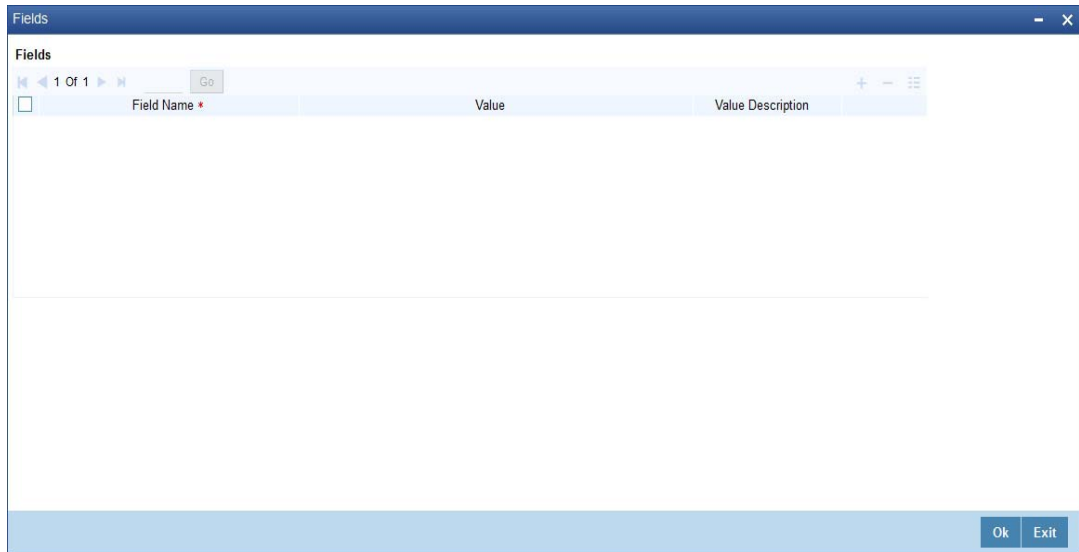 Fields
Fields
1 Of 1 Go
Field Name * Value Value Description
Ok Exit